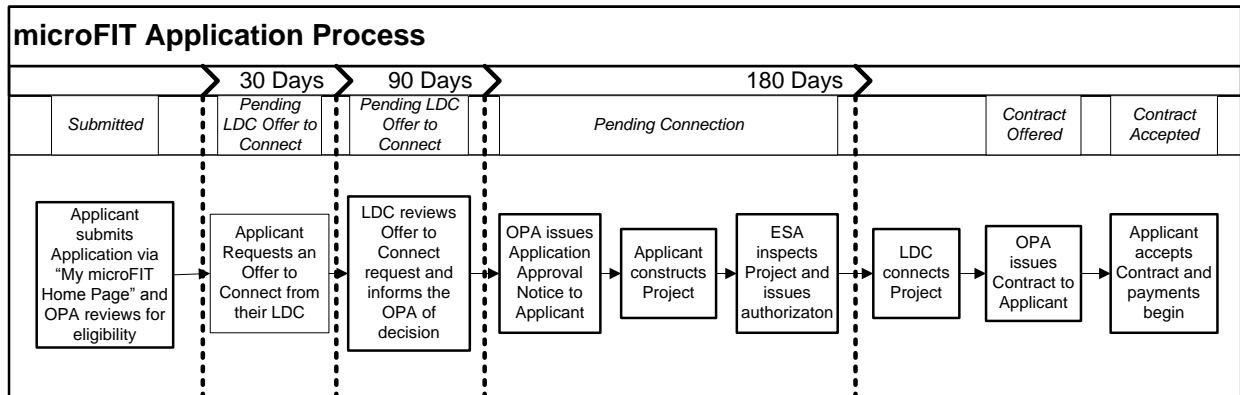 microFIT Application Process
30 Days
90 Days
180 Days
Submitted
Pending
LDC Offer to
Connect
Pending LDC
Offer to
Connect
Pending Connection
Contract
Offered
Contract
Accepted
Applicant
submits
Application via
“My microFIT
Home Page” and
OPA reviews for
eligibility
Applicant
Requests an
Offer to
Connect from
their LDC
LDC reviews
Offer to
Connect
request and
informs the
OPA of
decision
OPA issues
Application
Approval
Notice to
Applicant
Applicant
constructs
Project
ESA
inspects
Project and
issues
authorizaton
LDC
connects
Project
OPA
issues
Contract to
Applicant
Applicant
accepts
Contract and
payments
begin